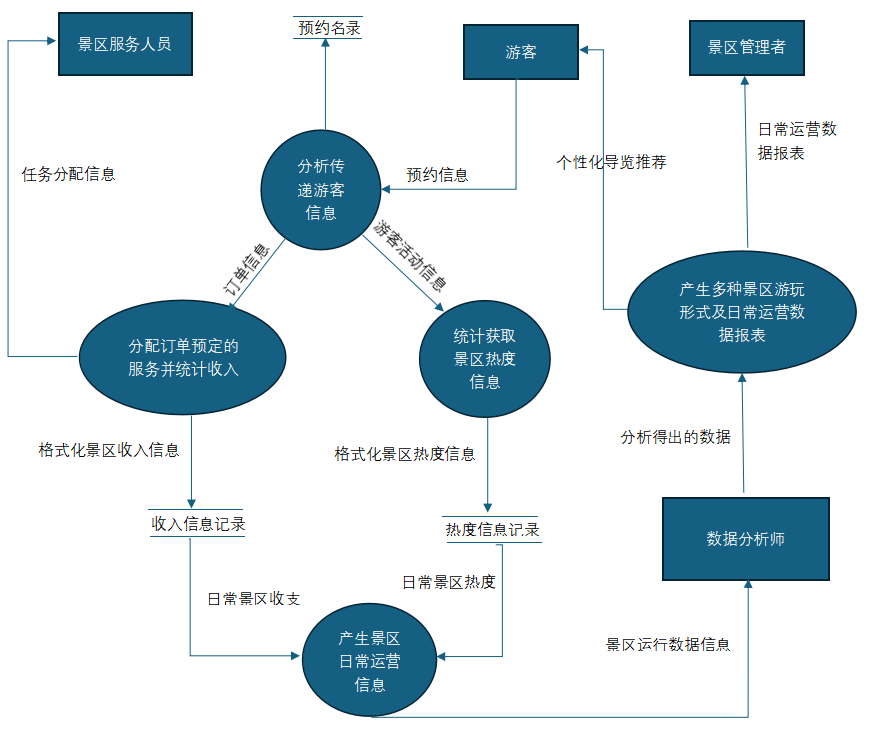 预约名录
景区服务人员
游客
景区管理者
日常运营数
据报表
任务分配信息
分析传
递游客
信息
预约信息
个性化导览推荐
订单信息
游客活动信息
产生多种景区游玩
形式及日常运营数
据报表
分配订单预定的
服务并统计收入
统计获取
景区热度
信息
格式化景区收入信息
格式化景区热度信息
分析得出的数据
收入信息记录
热度信息记录
数据分析师
日常景区收支
日常景区热度
产生景区
日常运营
信息
景区运行数据信息